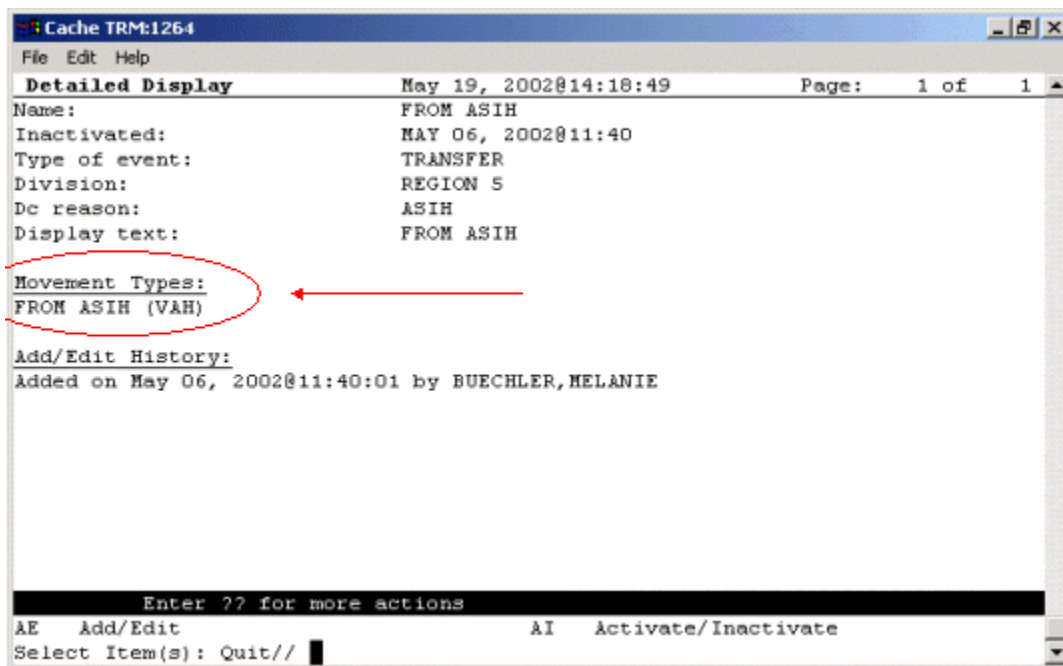 Cache TRM:1264
File Edit Help
Detailed Display May 19, 2002@14:18:49 Page: 1 of 1
Name: FROM ASIH
Inactivated: MAY 06, 2002@11:40
Type of event: TRANSFER
Division: REGION 5
Dc reason: ASIH
Display text: FROM ASIH
Movement Types:
FROM ASIH (VAH)
Add/Edit History:
Added on May 06, 2002@11:40:01 by BUECHLER,MELANIE
Enter ?? for more actions
AE Add/Edit AI Activate/Inactivate
Select Item(s): Quit//